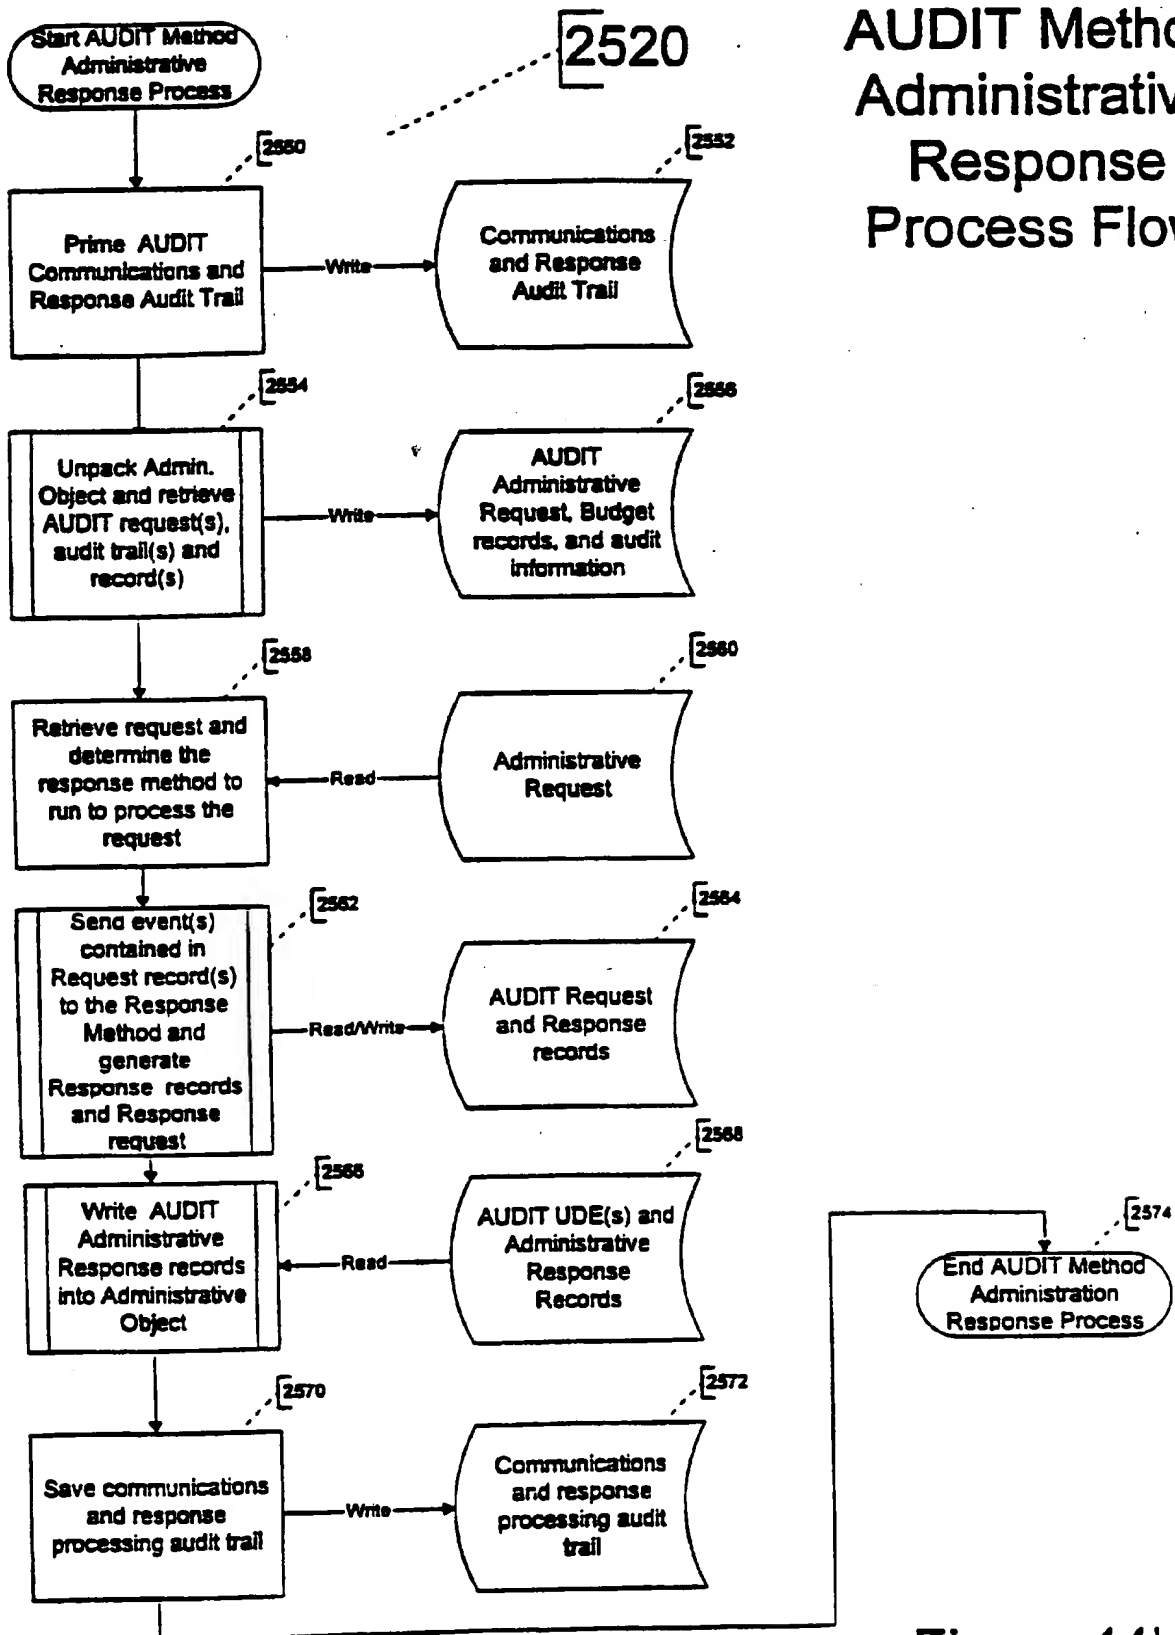 Start AUDIT Method
Administrative
Response Process
2520
AUDIT Metho
Administrativ
Response
Process Flow
2550
Prime AUDIT
Communications and
Response Audit Trail
Write
2552
Communications
and Response
Audit Trail
2554
Unpack Admin.
Object and retrieve
AUDIT request(s),
audit trail(s) and
record(s)
Write
2556
AUDIT
Administrative
Request, Budget
records, and audit
information
2558
Retrieve request and
determine the
response method to
run to process the
request
Read
2560
Administrative
Request
2562
Send event(s)
contained in
Request record(s)
to the Response
Method and
generate
Response records
and Response
request
Read/Write
2564
AUDIT Request
and Response
records
2566
Write AUDIT
Administrative
Response records
into Administrative
Object
Read
2568
AUDIT UDE(s) and
Administrative
Response
Records
2570
Save communications
and response
processing audit trail
Write
2572
Communications
and response
processing audit
trail
2574
End AUDIT Method
Administration
Response Process